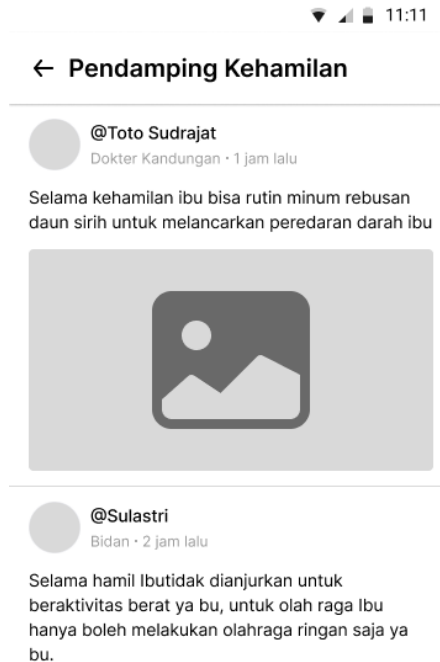 11:11
← Pendamping Kehamilan
@Toto Sudrajat
Dokter Kandungan · 1 jam lalu
Selama kehamilan ibu bisa rutin minum rebusan
daun sirih untuk melancarkan peredaran darah ibu
@Sulastri
Bidan · 2 jam lalu
Selama hamil Ibutidak dianjurkan untuk
beraktivitas berat ya bu, untuk olah raga Ibu
hanya boleh melakukan olahraga ringan saja ya
bu.